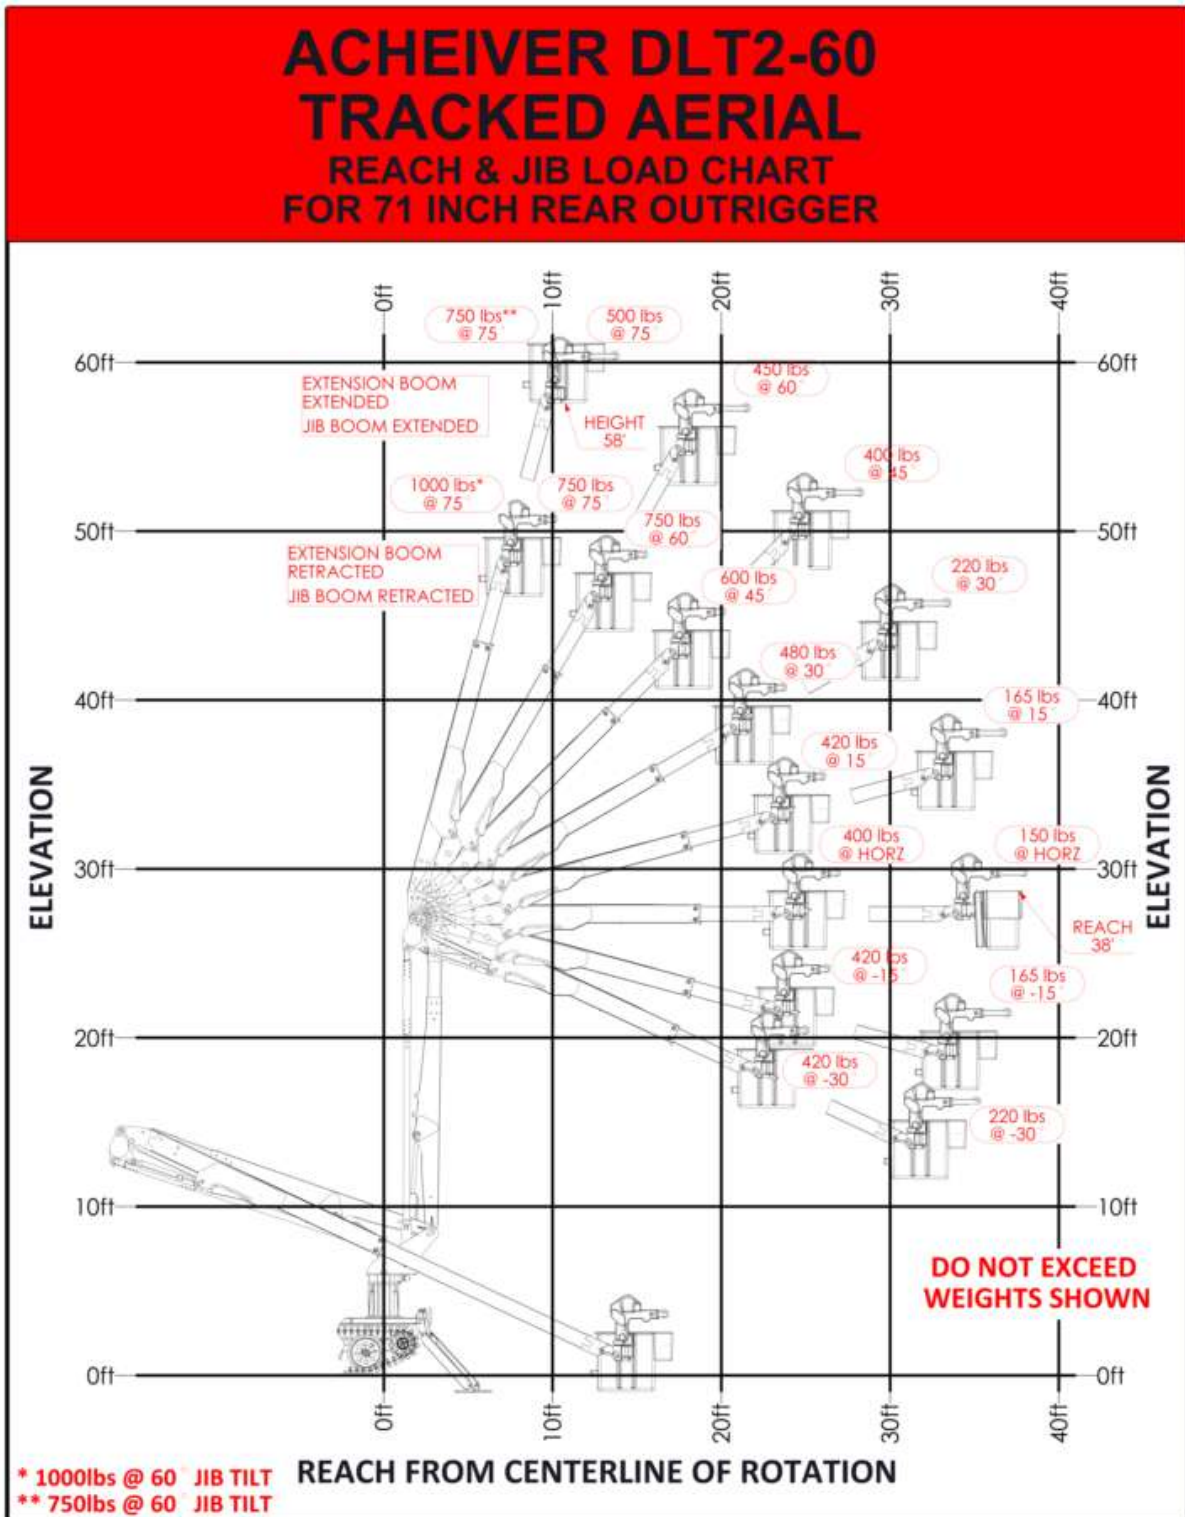 ACHEIVER DLT2-60
TRACKED AERIAL
REACH & JIB LOAD CHART
FOR 71 INCH REAR OUTRIGGER
0ft
10ft
20ft
30ft
40ft
750 lbs**
@ 75°
500 lbs
@ 75°
60ft
60ft
450 lbs
@ 60°
EXTENSION BOOM
EXTENDED
JIB BOOM EXTENDED
HEIGHT
58'
400 lbs
@ 45°
1000 lbs*
@ 75°
750 lbs
@ 75°
750 lbs
@ 60°
50ft
50ft
EXTENSION BOOM
RETRACTED
JIB BOOM RETRACTED
600 lbs
@ 45°
220 lbs
@ 30°
480 lbs
@ 30°
40ft
40ft
165 lbs
@ 15°
420 lbs
@ 15°
ELEVATION
ELEVATION
400 lbs
@ HORZ
150 lbs
@ HORZ
30ft
30ft
REACH
38'
420 lbs
@ -15°
165 lbs
@ -15°
20ft
20ft
420 lbs
@ -30°
220 lbs
@ -30°
10ft
10ft
DO NOT EXCEED
WEIGHTS SHOWN
0ft
0ft
0ft
10ft
20ft
30ft
40ft
REACH FROM CENTERLINE OF ROTATION
* 1000lbs @ 60° JIB TILT
** 750lbs @ 60° JIB TILT